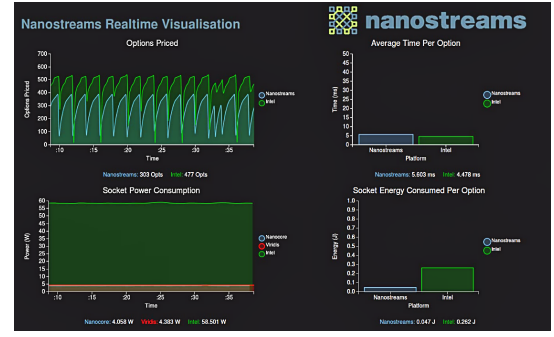 Nanostreams Realtime Visualisation
nanostreams
Options Priced
700
600
500
400
300
200
100
0
Options Priced
:10
:15
:20
:25
:30
:35
Time
Nanostreams
Intel
Nanostreams: 303 Opts Intel: 477 Opts
Average Time Per Option
50
45
40
35
30
25
20
15
10
5
0
Time (ms)
Nanostreams
Intel
Platform
Nanostreams
Intel
Nanostreams: 5.603 ms Intel: 4.478 ms
Socket Power Consumption
60
55
50
45
40
35
30
25
20
15
10
5
0
Power (W)
:10
:15
:20
:25
:30
:35
Time
Nanocore
Viridis
Intel
Nanocore: 4.058 W Viridis: 4.383 W Intel: 58.501 W
Socket Energy Consumed Per Option
1.0
0.9
0.8
0.7
0.6
0.5
0.4
0.3
0.2
0.1
0.0
Energy (J)
Nanostreams
Intel
Platform
Nanostreams
Intel
Nanostreams: 0.047 J Intel: 0.262 J